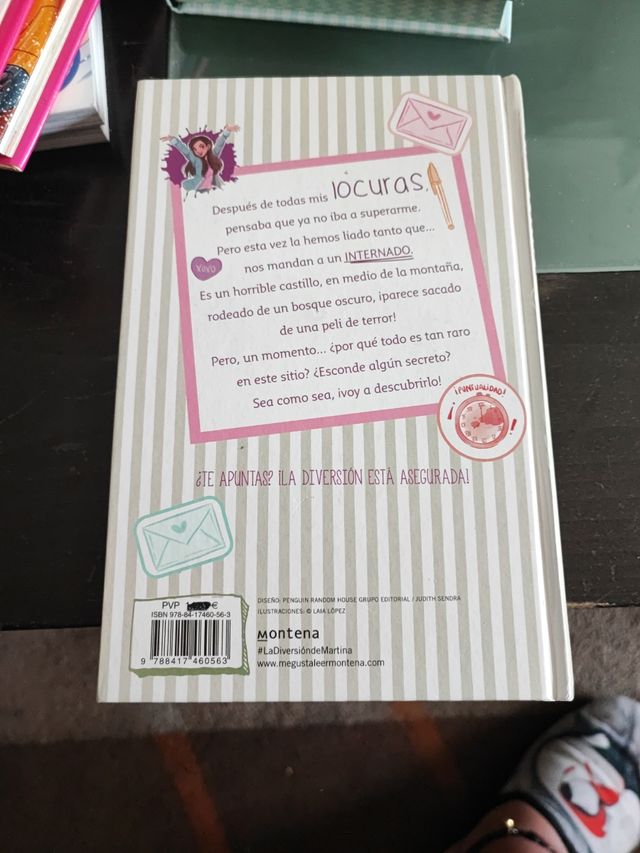 Después de todas mis locuras,
pensaba que ya no iba a superarme.
Pero esta vez la hemos liado tanto que...
XOXO
nos mandan a un INTERNADO.
Es un horrible castillo, en medio de la montaña,
rodeado de un bosque oscuro, ¡parece sacado
de una peli de terror!
Pero, un momento... ¿por qué todo es tan raro
en este sitio? ¿Esconde algún secreto?
Sea como sea, ¡voy a descubrirlo!
¡PUNTUALIDAD!
¿TE APUNTAS? ¡LA DIVERSIÓN ESTÁ ASEGURADA!
PVP €
ISBN 978-84-17460-56-3
9 788417 460563
DISEÑO: PENGUIN RANDOM HOUSE GRUPO EDITORIAL / JUDITH SENDRA
ILUSTRACIONES: © LAIA LÓPEZ
Montena
#LaDiversióndeMartina
www.megustaleermontena.com